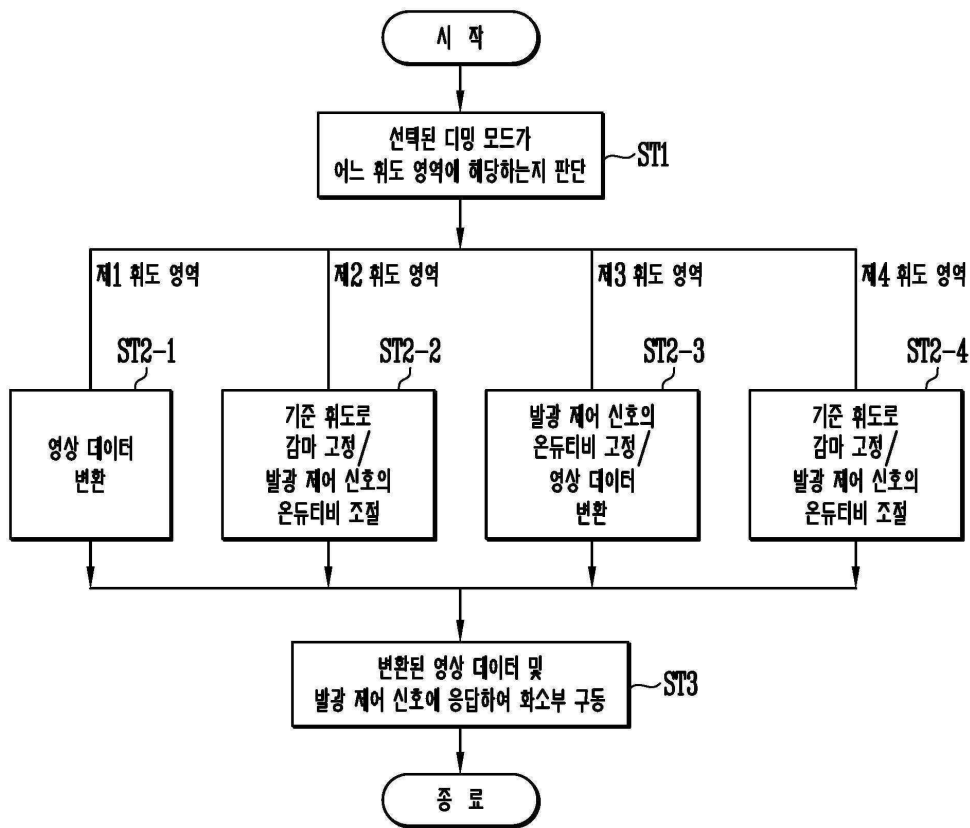 시 작
선택된 디밍 모드가
어느 휘도 영역에 해당하는지 판단
ST1
제1 휘도 영역
제2 휘도 영역
제3 휘도 영역
제4 휘도 영역
ST2-1
ST2-2
ST2-3
ST2-4
영상 데이터
변환
기준 휘도로
감마 고정/
발광 제어 신호의
온듀티비 조절
발광 제어 신호의
온듀티비 고정/
영상 데이터
변환
기준 휘도로
감마 고정/
발광 제어 신호의
온듀티비 조절
변환된 영상 데이터 및
발광 제어 신호에 응답하여 화소부 구동
ST3
종 료